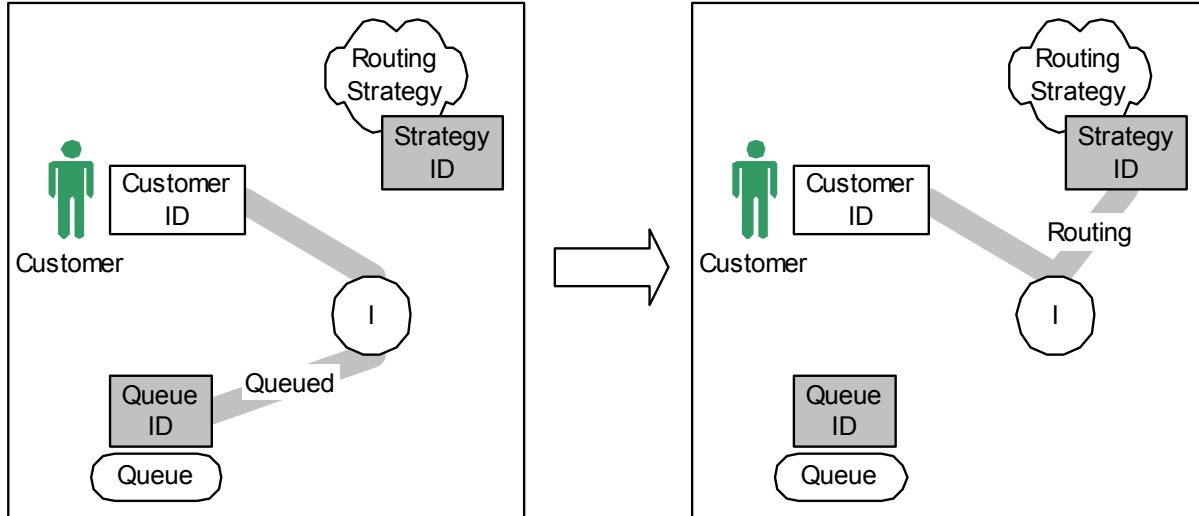 Routing
Strategy
Strategy
ID
Customer
ID
Customer
I
Queued
Queue
ID
Queue
Routing
Strategy
Strategy
ID
Customer
ID
Routing
Customer
I
Queue
ID
Queue